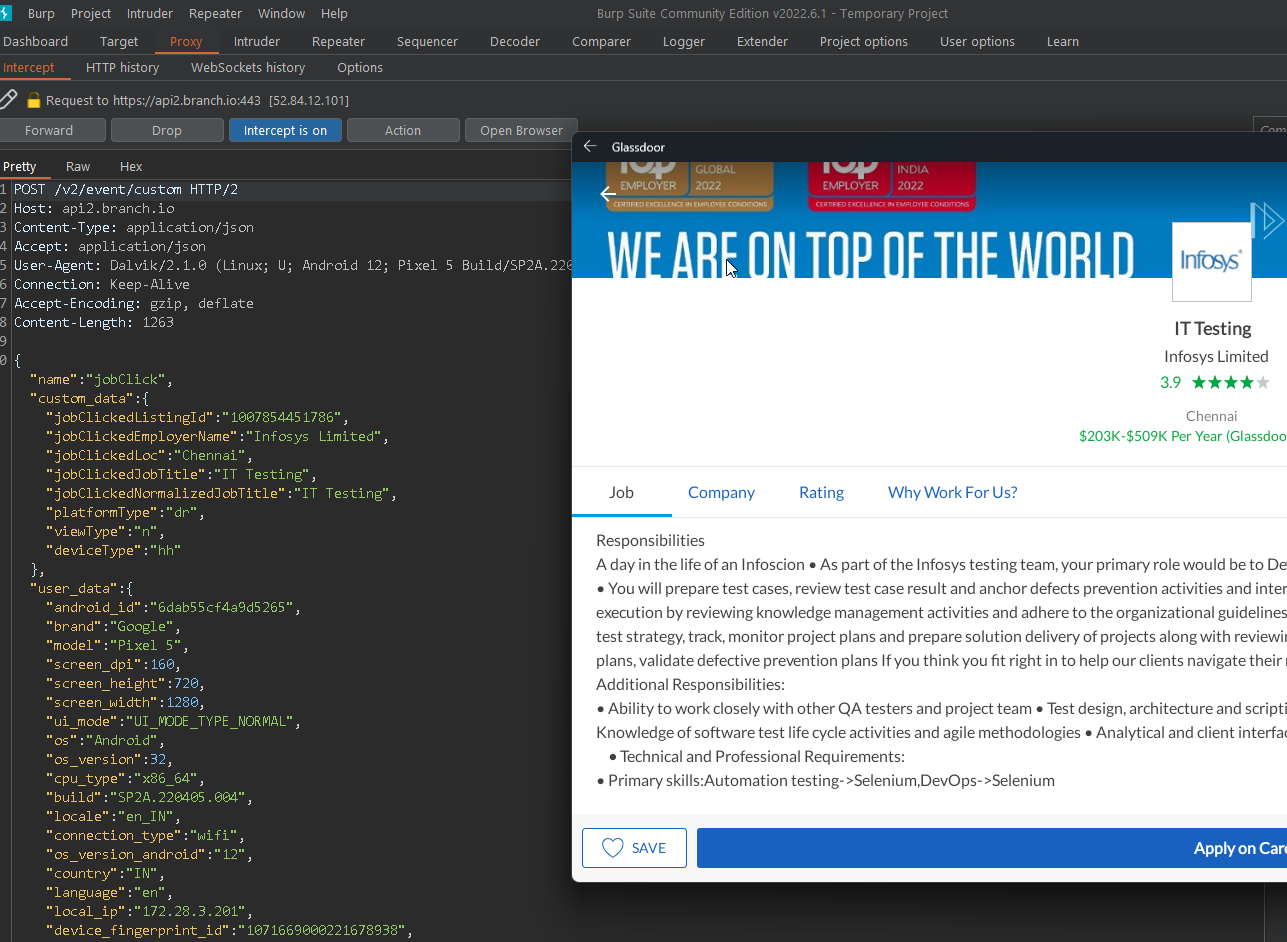 Burp Project Intruder Repeater Window Help Burp Suite Community Edition v2022.6.1 - Temporary Project
Dashboard Target Proxy Intruder Repeater Sequencer Decoder Comparer Logger Extender Project options User options Learn
Intercept HTTP history WebSockets history Options
Request to https://api2.branch.io:443 [52.84.12.101]
Forward Drop Intercept is on Action Open Browser
Com
Pretty Raw Hex
1 POST /v2/event/custom HTTP/2
2 Host: api2.branch.io
3 Content-Type: application/json
4 Accept: application/json
5 User-Agent: Dalvik/2.1.0 (Linux; U; Android 12; Pixel 5 Build/SP2A.220
6 Connection: Keep-Alive
7 Accept-Encoding: gzip, deflate
8 Content-Length: 1263
9
0 {
"name":"jobClick",
"custom_data":{
"jobClickedListingId":"1007854451786",
"jobClickedEmployerName":"Infosys Limited",
"jobClickedLoc":"Chennai",
"jobClickedJobTitle":"IT Testing",
"jobClickedNormalizedJobTitle":"IT Testing",
"platformType":"dr",
"viewType":"n",
"deviceType":"hh"
},
"user_data":{
"android_id":"6dab55cf4a9d5265",
"brand":"Google",
"model":"Pixel 5",
"screen_dpi":160,
"screen_height":720,
"screen_width":1280,
"ui_mode":"UI_MODE_TYPE_NORMAL",
"os":"Android",
"os_version":32,
"cpu_type":"x86_64",
"build":"SP2A.220405.004",
"locale":"en_IN",
"connection_type":"wifi",
"os_version_android":"12",
"country":"IN",
"language":"en",
"local_ip":"172.28.3.201",
"device_fingerprint_id":"1071669000221678938",
Glassdoor
top GLOBAL top INDIA
EMPLOYER 2022 EMPLOYER 2022
CERTIFIED EXCELLENCE IN EMPLOYEE CONDITIONS CERTIFIED EXCELLENCE IN EMPLOYEE CONDITIONS
WE ARE ON TOP OF THE WORLD
Infosys®
IT Testing
Infosys Limited
3.9
Chennai
$203K-$509K Per Year (Glassdoo
Job Company Rating Why Work For Us?
Responsibilities
A day in the life of an Infoscion • As part of the Infosys testing team, your primary role would be to De
• You will prepare test cases, review test case result and anchor defects prevention activities and inter
execution by reviewing knowledge management activities and adhere to the organizational guidelines
test strategy, track, monitor project plans and prepare solution delivery of projects along with reviewin
plans, validate defective prevention plans If you think you fit right in to help our clients navigate their
Additional Responsibilities:
• Ability to work closely with other QA testers and project team • Test design, architecture and scripti
Knowledge of software test life cycle activities and agile methodologies • Analytical and client interfac
• Technical and Professional Requirements:
• Primary skills:Automation testing->Selenium,DevOps->Selenium
SAVE Apply on Care